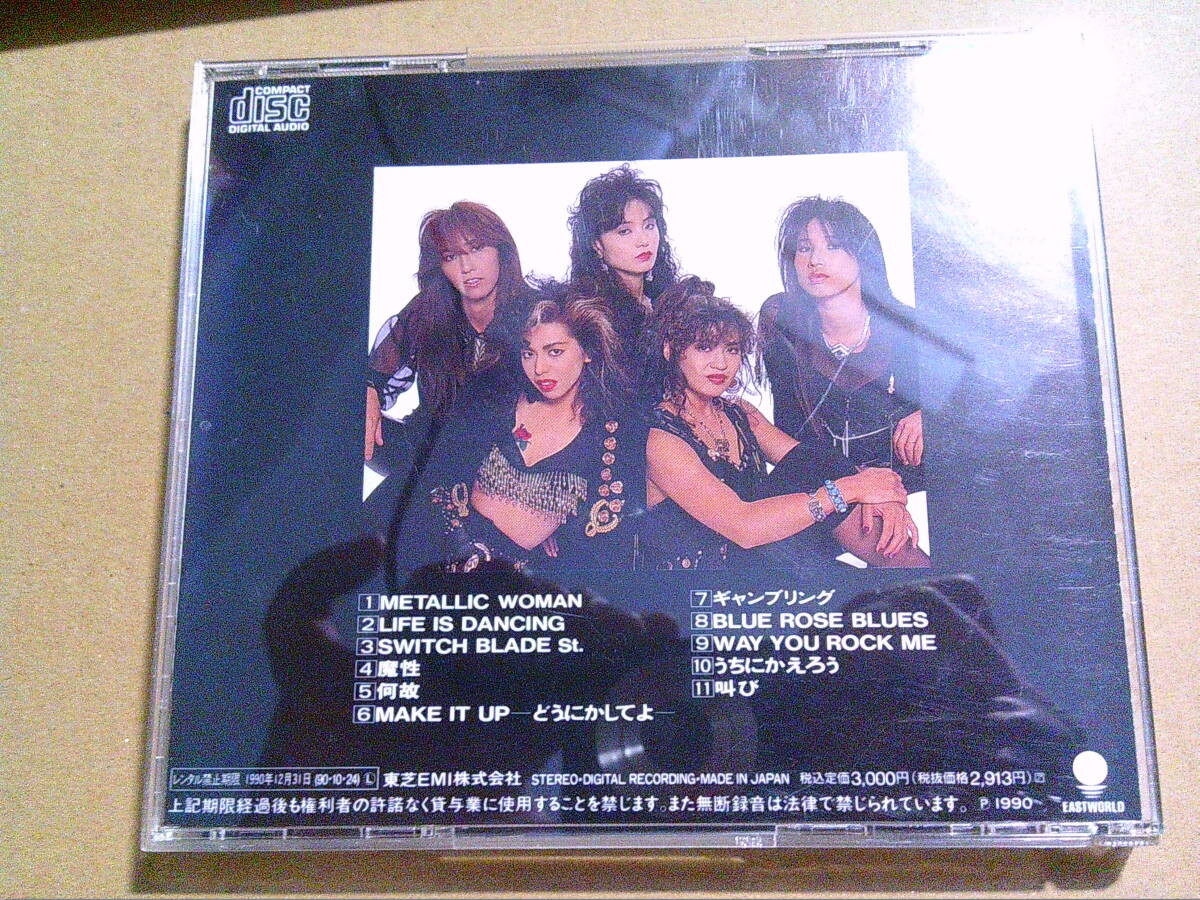 COMPACT
disc
DIGITAL AUDIO
1 METALLIC WOMAN
2 LIFE IS DANCING
3 SWITCH BLADE St.
4 魔性
5 何故
6 MAKE IT UP—どうにかしてよ—
7 ギャンブリング
8 BLUE ROSE BLUES
9 WAY YOU ROCK ME
10 うちにかえろう
11 叫び
レンタル禁止期限 1990年12月31日 (90・10・24) Ⓛ 東芝EMI株式会社 STEREO・DIGITAL RECORDING・MADE IN JAPAN 税込定価3,000円(税抜価格2,913円)
上記期限経過後も権利者の許諾なく貸与業に使用することを禁じます。また無断録音は法律で禁じられています。 P 1990
EASTWORLD